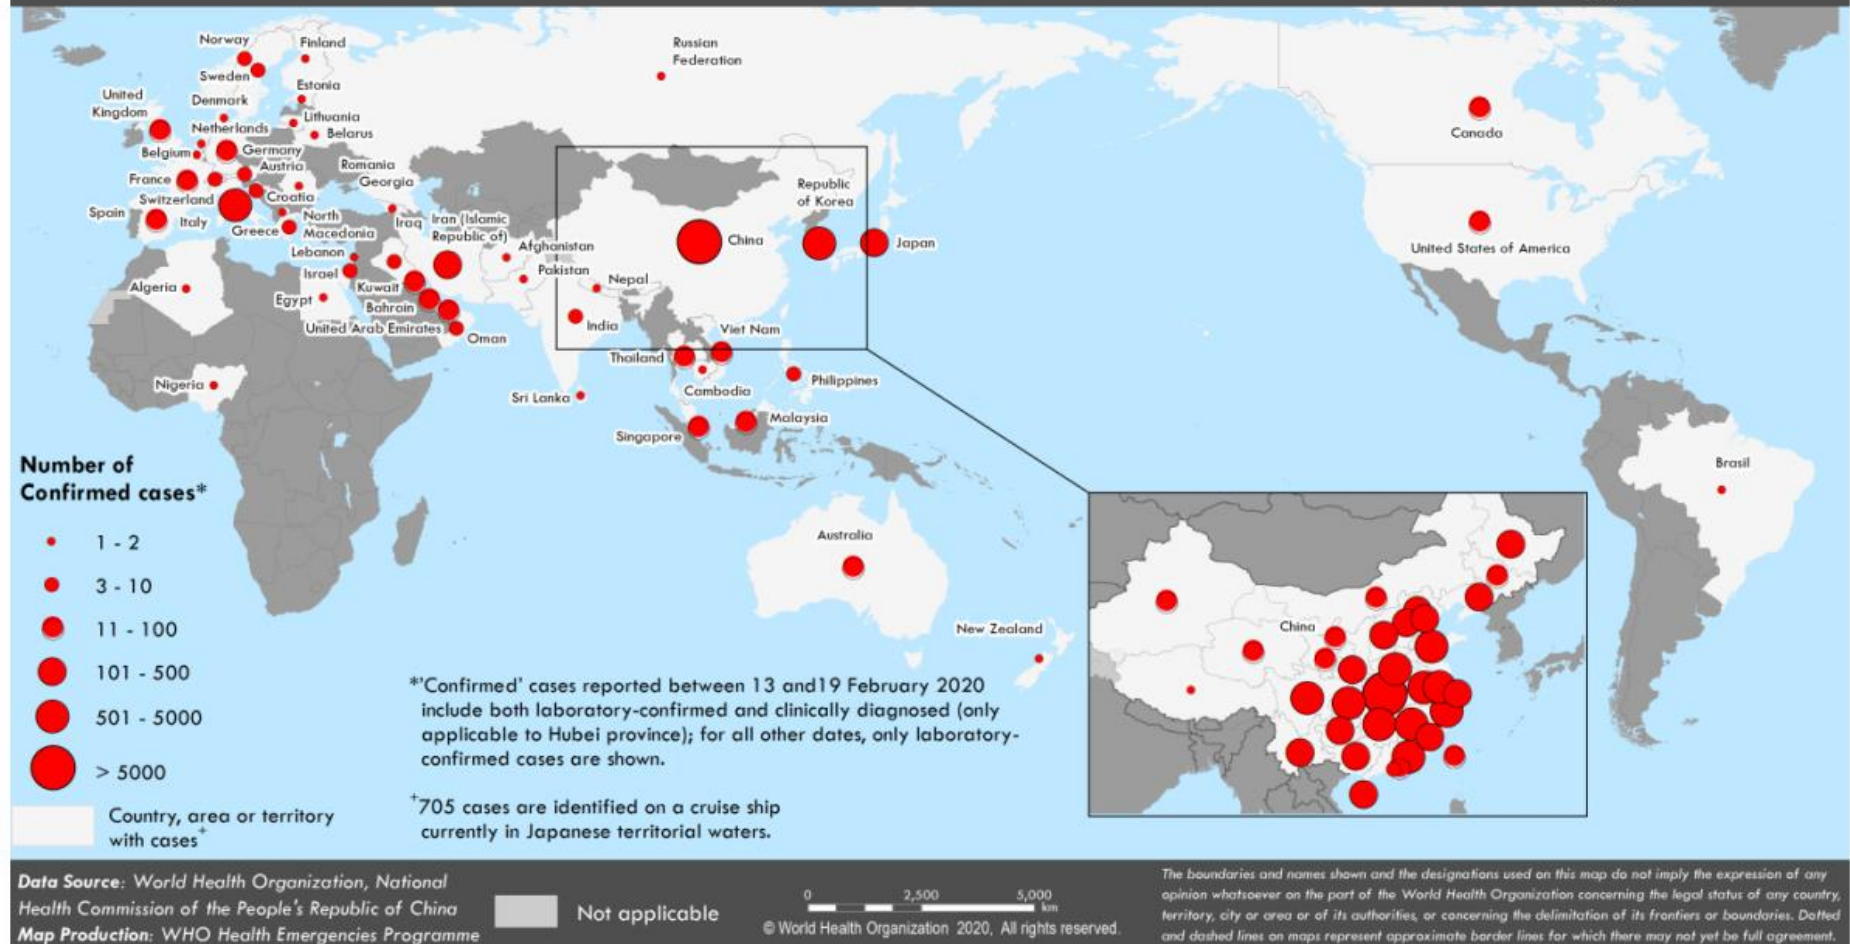 Norway
Finland
Russian
Federation
Sweden
Estonia
United
Kingdom
Denmark
Lithuania
Netherlands
Belarus
Belgium
Germany
Austria
Romania
France
Georgia
Switzerland
Croatia
Spain
Italy
North
Macedonia
Greece
Iraq
Iran (Islamic
Republic of)
Afghanistan
Lebanon
Pakistan
Israel
Kuwait
Nepal
Algeria
Egypt
Bahrain
India
United Arab Emirates
Oman
Viet Nam
Thailand
Nigeria
Cambodia
Philippines
Sri Lanka
Malaysia
Singapore
Republic
of Korea
China
Japan
Canada
United States of America
Brasil
Australia
New Zealand
China
Number of
Confirmed cases*
1 - 2
3 - 10
11 - 100
101 - 500
501 - 5000
> 5000
Country, area or territory
with cases+
*'Confirmed' cases reported between 13 and19 February 2020
include both laboratory-confirmed and clinically diagnosed (only
applicable to Hubei province); for all other dates, only laboratory-
confirmed cases are shown.
+705 cases are identified on a cruise ship
currently in Japanese territorial waters.
Data Source: World Health Organization, National
Health Commission of the People's Republic of China
Map Production: WHO Health Emergencies Programme
Not applicable
0 2,500 5,000
km
© World Health Organization 2020, All rights reserved.
The boundaries and names shown and the designations used on this map do not imply the expression of any
opinion whatsoever on the part of the World Health Organization concerning the legal status of any country,
territory, city or area or of its authorities, or concerning the delimitation of its frontiers or boundaries. Dotted
and dashed lines on maps represent approximate border lines for which there may not yet be full agreement.